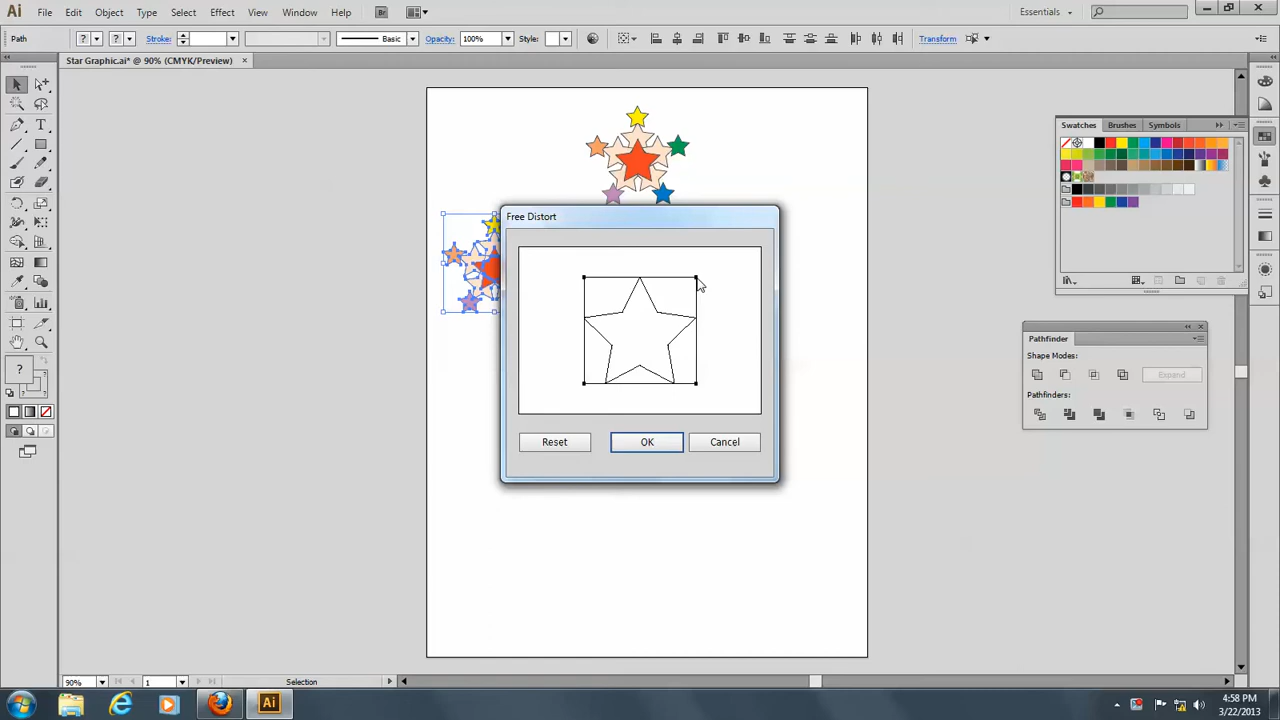 Ai File Edit Object Type Select Effect View Window Help Br Essentials
Path ? ? Stroke: Basic Opacity: 100% Style: Transform
Star Graphic.ai* @ 90% (CMYK/Preview) ×
Swatches Brushes Symbols
Free Distort
Pathfinder
Shape Modes:
Expand
Pathfinders:
?
?
Reset OK Cancel
90% 1 Selection
Ai
4:58 PM
3/22/2013